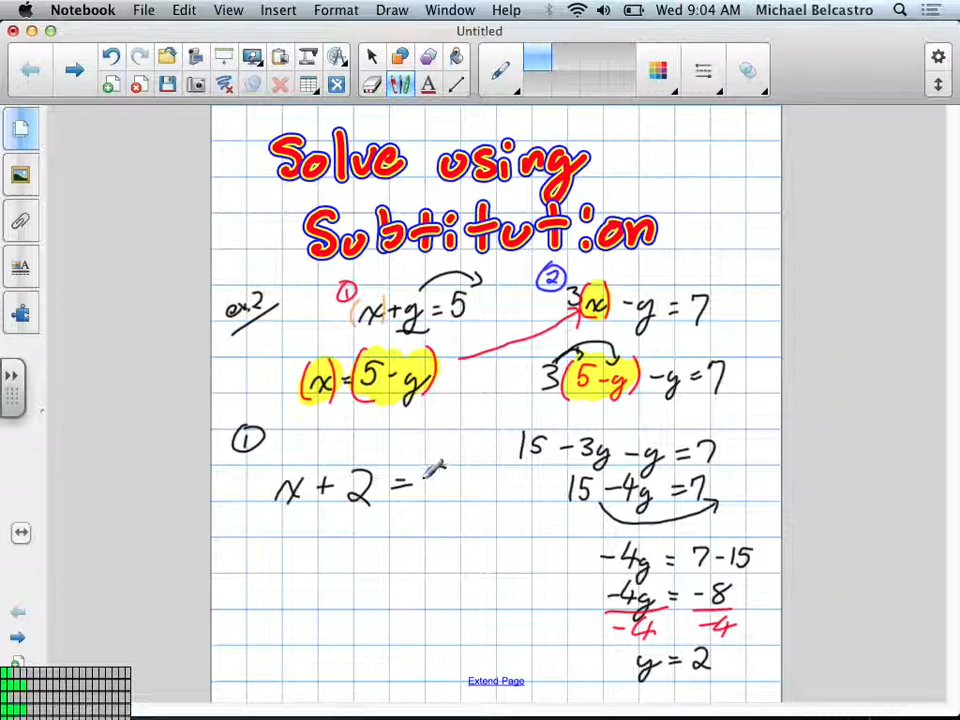 Notebook File Edit View Insert Format Draw Window Help Wed 9:04 AM Michael Belcastro
Untitled
Solve using
Subtitution
ex.2 ① (x)+y=5 ② 3(x)-y=7
(x)=(5-y) 3(5-y)-y=7
① 15-3y-y=7
x+2= 15-4y=7
-4y=7-15
-4y=-8
-4 -4
y=2
Extend Page